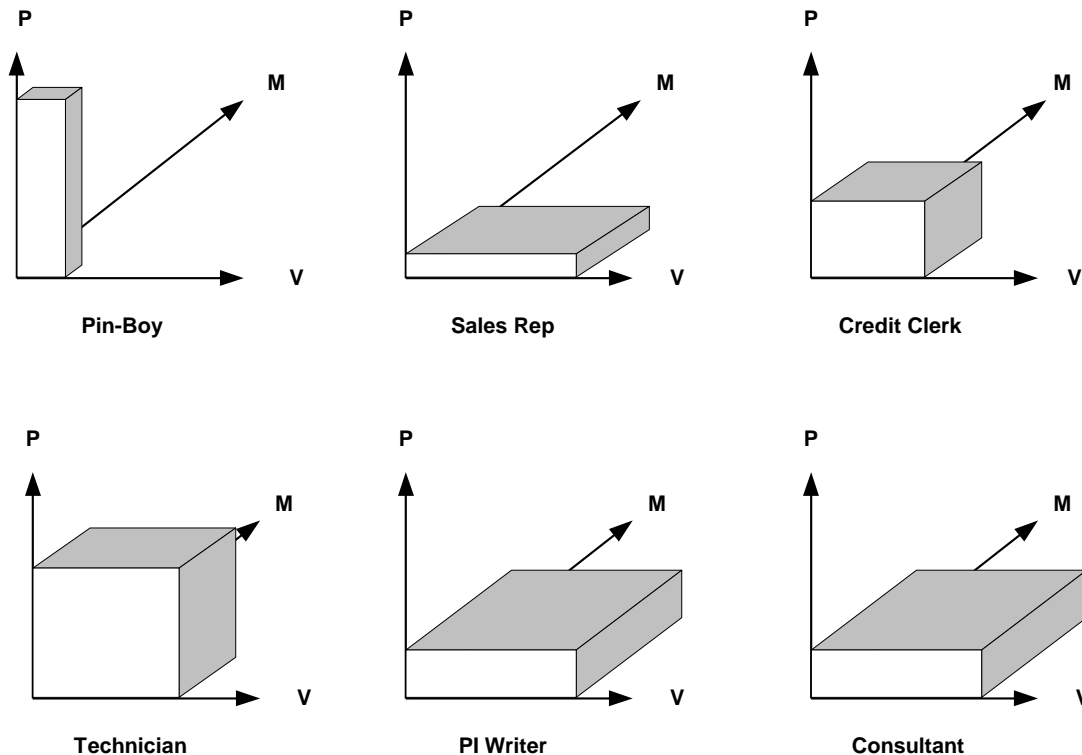 P P P
M M M
V V V
Pin-Boy Sales Rep Credit Clerk
P P P
M M M
V V V
Technician PI Writer Consultant